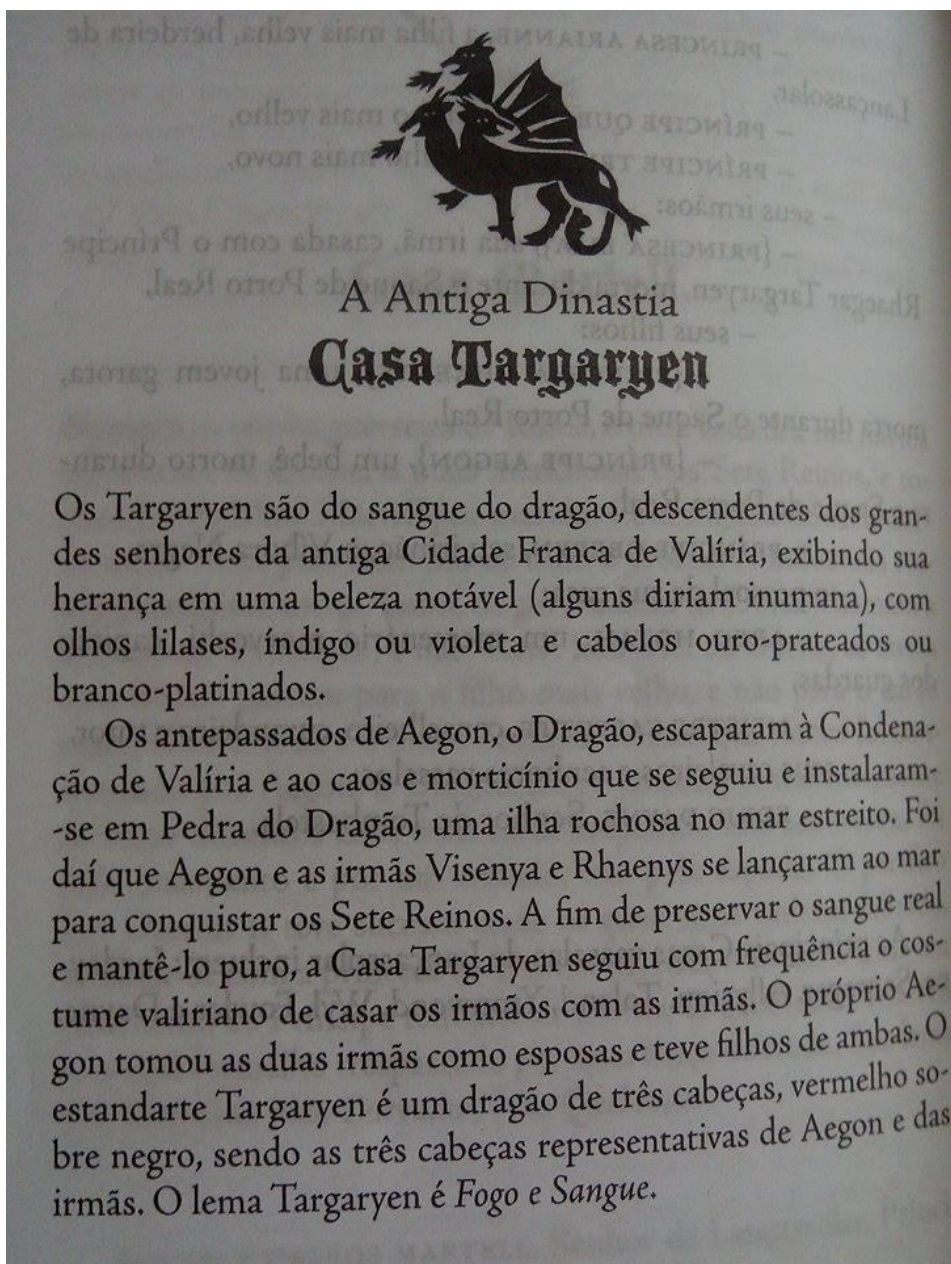 A Antiga Dinastia
Casa Targaryen
Os Targaryen são do sangue do dragão, descendentes dos gran-
des senhores da antiga Cidade Franca de Valíria, exibindo sua
herança em uma beleza notável (alguns diriam inumana), com
olhos lilases, índigo ou violeta e cabelos ouro-prateados ou
branco-platinados.
Os antepassados de Aegon, o Dragão, escaparam à Condena-
ção de Valíria e ao caos e morticínio que se seguiu e instalaram-
-se em Pedra do Dragão, uma ilha rochosa no mar estreito. Foi
daí que Aegon e as irmãs Visenya e Rhaenys se lançaram ao mar
para conquistar os Sete Reinos. A fim de preservar o sangue real
e mantê-lo puro, a Casa Targaryen seguiu com frequência o cos-
tume valiriano de casar os irmãos com as irmãs. O próprio Ae-
gon tomou as duas irmãs como esposas e teve filhos de ambas. O
estandarte Targaryen é um dragão de três cabeças, vermelho so-
bre negro, sendo as três cabeças representativas de Aegon e das
irmãs. O lema Targaryen é Fogo e Sangue.